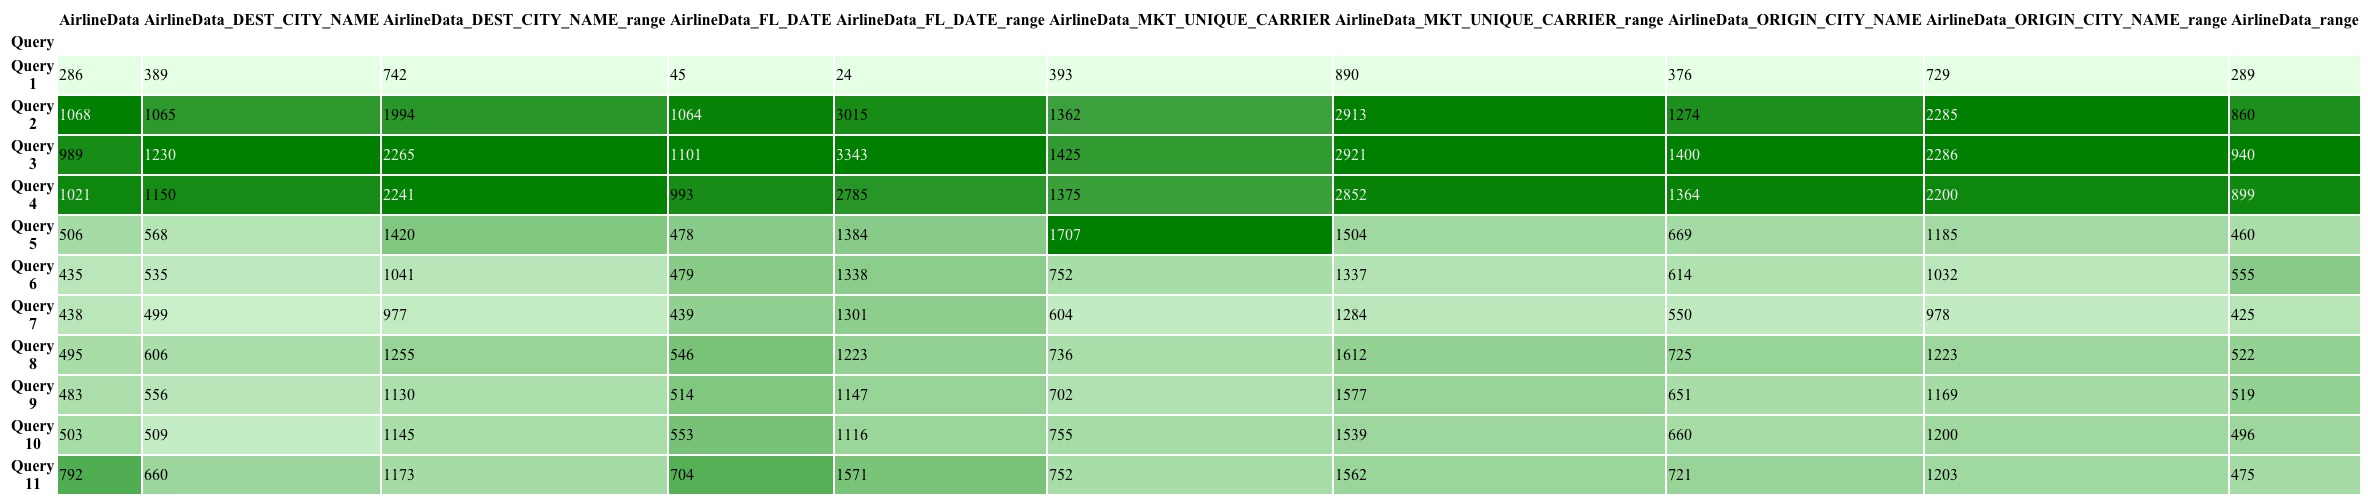 AirlineData AirlineData_DEST_CITY_NAME AirlineData_DEST_CITY_NAME_range AirlineData_FL_DATE AirlineData_FL_DATE_range AirlineData_MKT_UNIQUE_CARRIER AirlineData_MKT_UNIQUE_CARRIER_range AirlineData_ORIGIN_CITY_NAME AirlineData_ORIGIN_CITY_NAME_range AirlineData_range
Query
Query 1 286 389 742 45 24 393 890 376 729 289
Query 2 1068 1065 1994 1064 3015 1362 2913 1274 2285 860
Query 3 989 1230 2265 1101 3343 1425 2921 1400 2286 940
Query 4 1021 1150 2241 993 2785 1375 2852 1364 2200 899
Query 5 506 568 1420 478 1384 1707 1504 669 1185 460
Query 6 435 535 1041 479 1338 752 1337 614 1032 555
Query 7 438 499 977 439 1301 604 1284 550 978 425
Query 8 495 606 1255 546 1223 736 1612 725 1223 522
Query 9 483 556 1130 514 1147 702 1577 651 1169 519
Query 10 503 509 1145 553 1116 755 1539 660 1200 496
Query 11 792 660 1173 704 1571 752 1562 721 1203 475